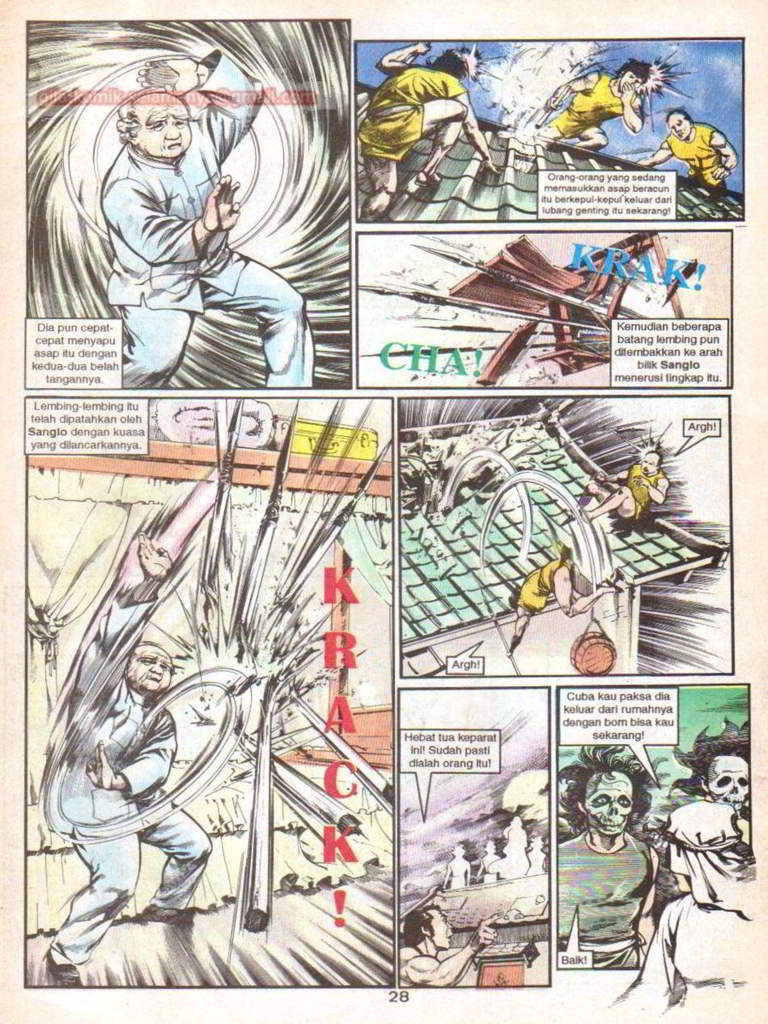 Dia pun cepat-
cepat menyapu
asap itu dengan
kedua-dua belah
tangannya.
Orang-orang yang sedang
memasukkan asap beracun
itu berkepul-kepul keluar dari
lubang genting itu sekarang!
KRAK!
CHA!
Kemudian beberapa
batang lembing pun
ditembakkan ke arah
bilik Sanglo
menerusi tingkap itu.
Lembing-lembing itu
telah dipatahkan oleh
Sanglo dengan kuasa
yang dilancarkannya.
KRACK!
Argh!
Argh!
Hebat tua keparat
ini! Sudah pasti
dialah orang itu!
Cuba kau paksa dia
keluar dari rumahnya
dengan bom bisa kau
sekarang!
Baik!
28